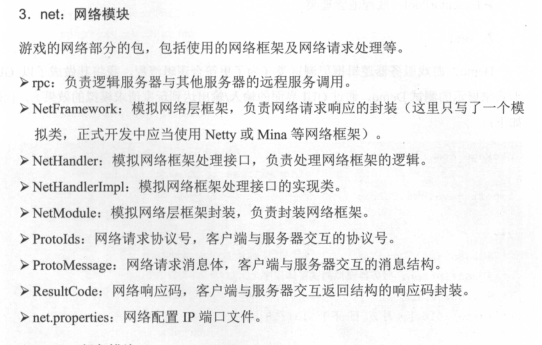 3．net：网络模块
游戏的网络部分的包，包括使用的网络框架及网络请求处理等。
➢ rpc：负责逻辑服务器与其他服务器的远程服务调用。
➢ NetFramework：模拟网络层框架，负责网络请求响应的封装（这里只写了一个模
拟类，正式开发中应当使用 Netty 或 Mina 等网络框架）。
➢ NetHandler：模拟网络框架处理接口，负责处理网络框架的逻辑。
➢ NetHandlerImpl：模拟网络框架处理接口的实现类。
➢ NetModule：模拟网络层框架封装，负责封装网络框架。
➢ ProtoIds：网络请求协议号，客户端与服务器交互的协议号。
➢ ProtoMessage：网络请求消息体，客户端与服务器交互的消息结构。
➢ ResultCode：网络响应码，客户端与服务器交互返回结构的响应码封装。
➢ net.properties：网络配置 IP 端口文件。